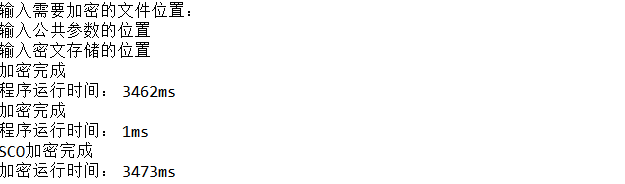 输入需要加密的文件位置：
输入公共参数的位置
输入密文存储的位置
加密完成
程序运行时间： 3462ms
加密完成
程序运行时间： 1ms
SCO加密完成
加密运行时间： 3473ms